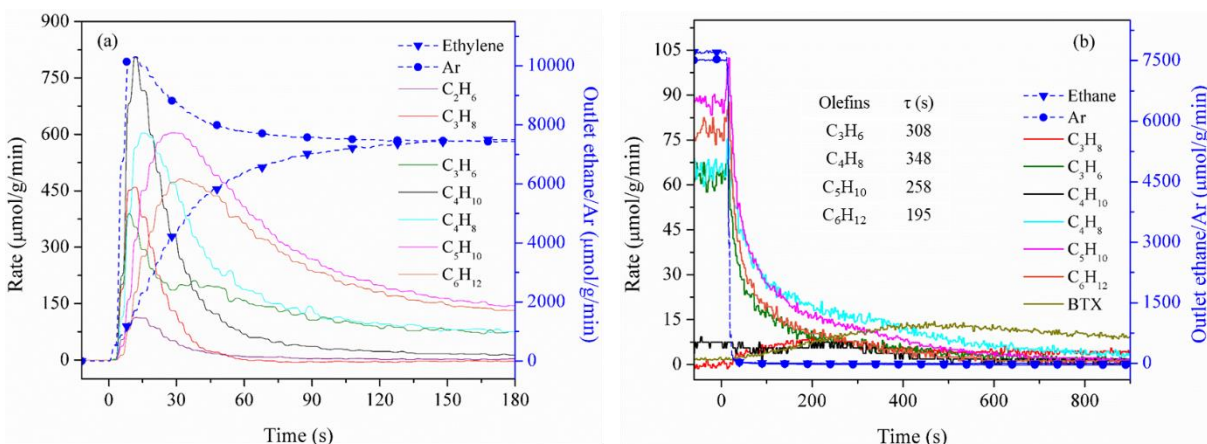 (a)
Rate (μmol/g/min)
900
750
600
450
300
150
0
0 30 60 90 120 150 180
Time (s)
Ethylene
Ar
C₂H₆
C₃H₈
C₃H₆
C₄H₁₀
C₄H₈
C₅H₁₀
C₆H₁₂
10000
8000
6000
4000
2000
0
Outlet ethane/Ar (μmol/g/min)
(b)
Rate (μmol/g/min)
105
90
75
60
45
30
15
0
0 200 400 600 800
Time (s)
Olefins τ (s)
C₃H₆ 308
C₄H₈ 348
C₅H₁₀ 258
C₆H₁₂ 195
Ethane
Ar
C₃H₈
C₃H₆
C₄H₁₀
C₄H₈
C₅H₁₀
C₆H₁₂
BTX
7500
6000
4500
3000
1500
0
Outlet ethane/Ar (μmol/g/min)